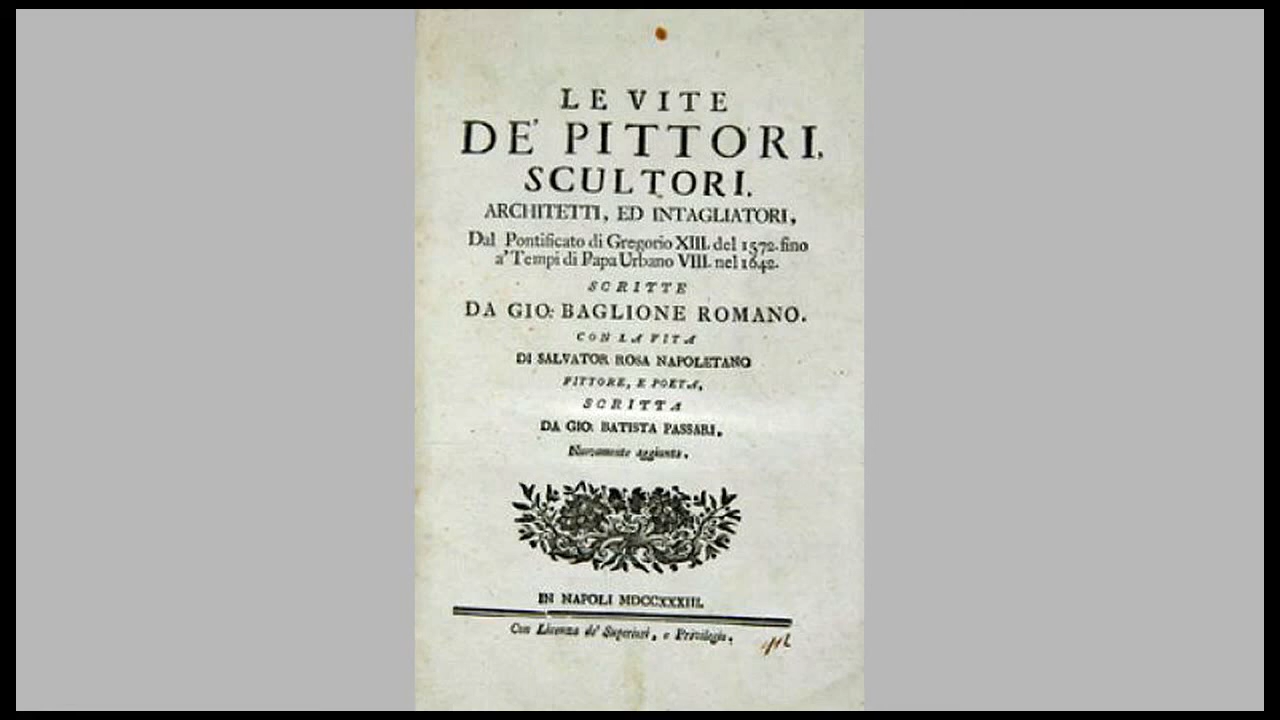 LE VITE
DE' PITTORI,
SCULTORI,
ARCHITETTI, ED INTAGLIATORI,
Dal Pontificato di Gregorio XIII. del 1572. fino
a' Tempi di Papa Urbano VIII. nel 1642.
SCRITTE
DA GIO: BAGLIONE ROMANO.
CON LA VITA
DI SALVATOR ROSA NAPOLETANO
PITTORE, E POETA,
SCRITTA
DA GIO: BATISTA PASSARI,
Nuovamente aggiunta.
IN NAPOLI MDCCXXXIII.
Con Licenza de' Superiori, e Privilegio.